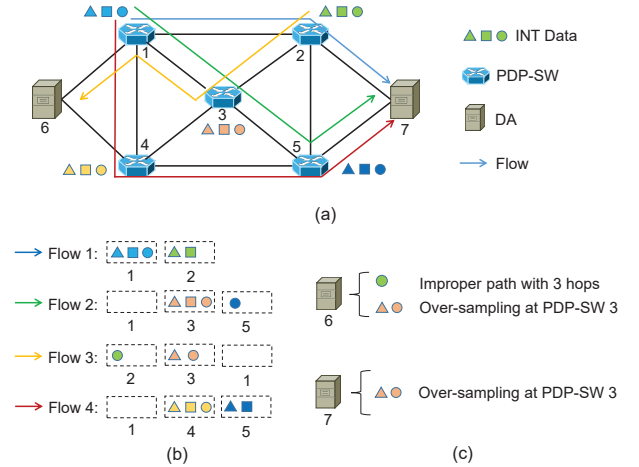 1
2
INT Data
PDP-SW
6
3
7
DA
4
5
Flow
(a)
Flow 1:
1 2
Flow 2:
1 3 5
Flow 3:
2 3 1
Flow 4:
1 4 5
(b)
Improper path with 3 hops
Over-sampling at PDP-SW 3
6
Over-sampling at PDP-SW 3
7
(c)